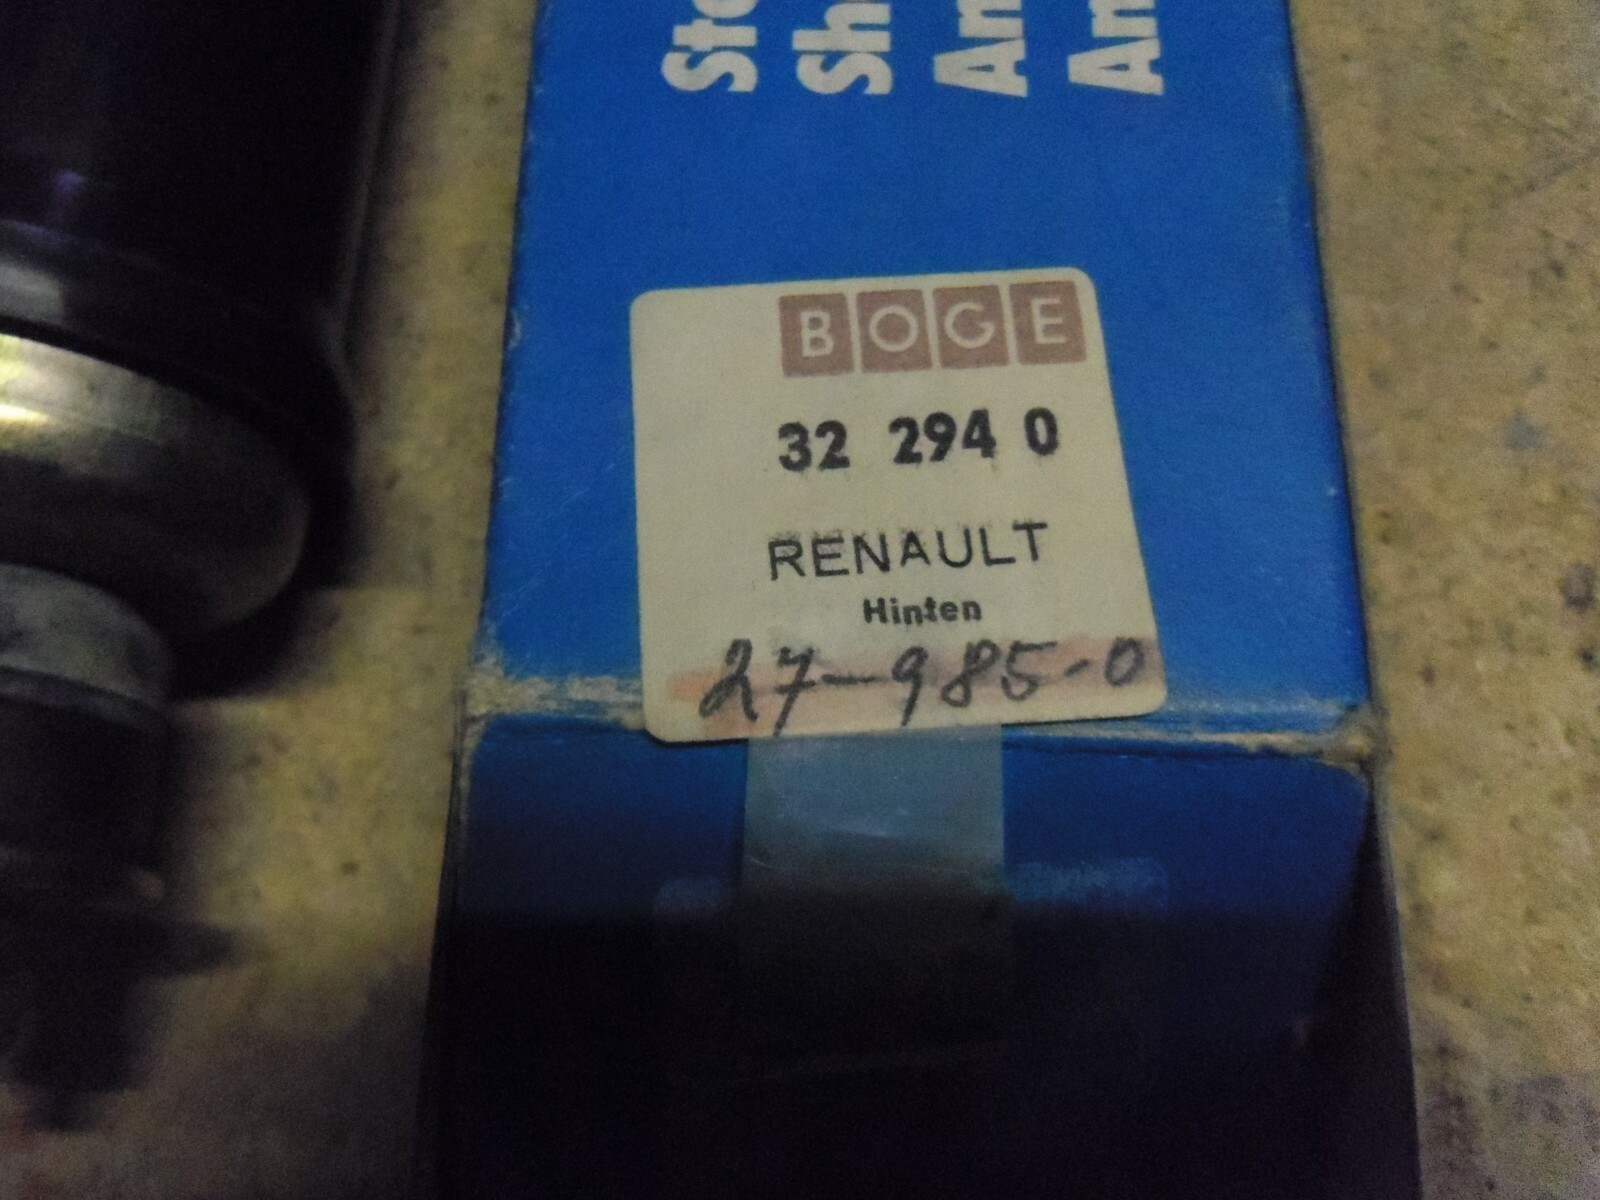 BOGE
32 294 0
RENAULT
Hinten
27-985-0